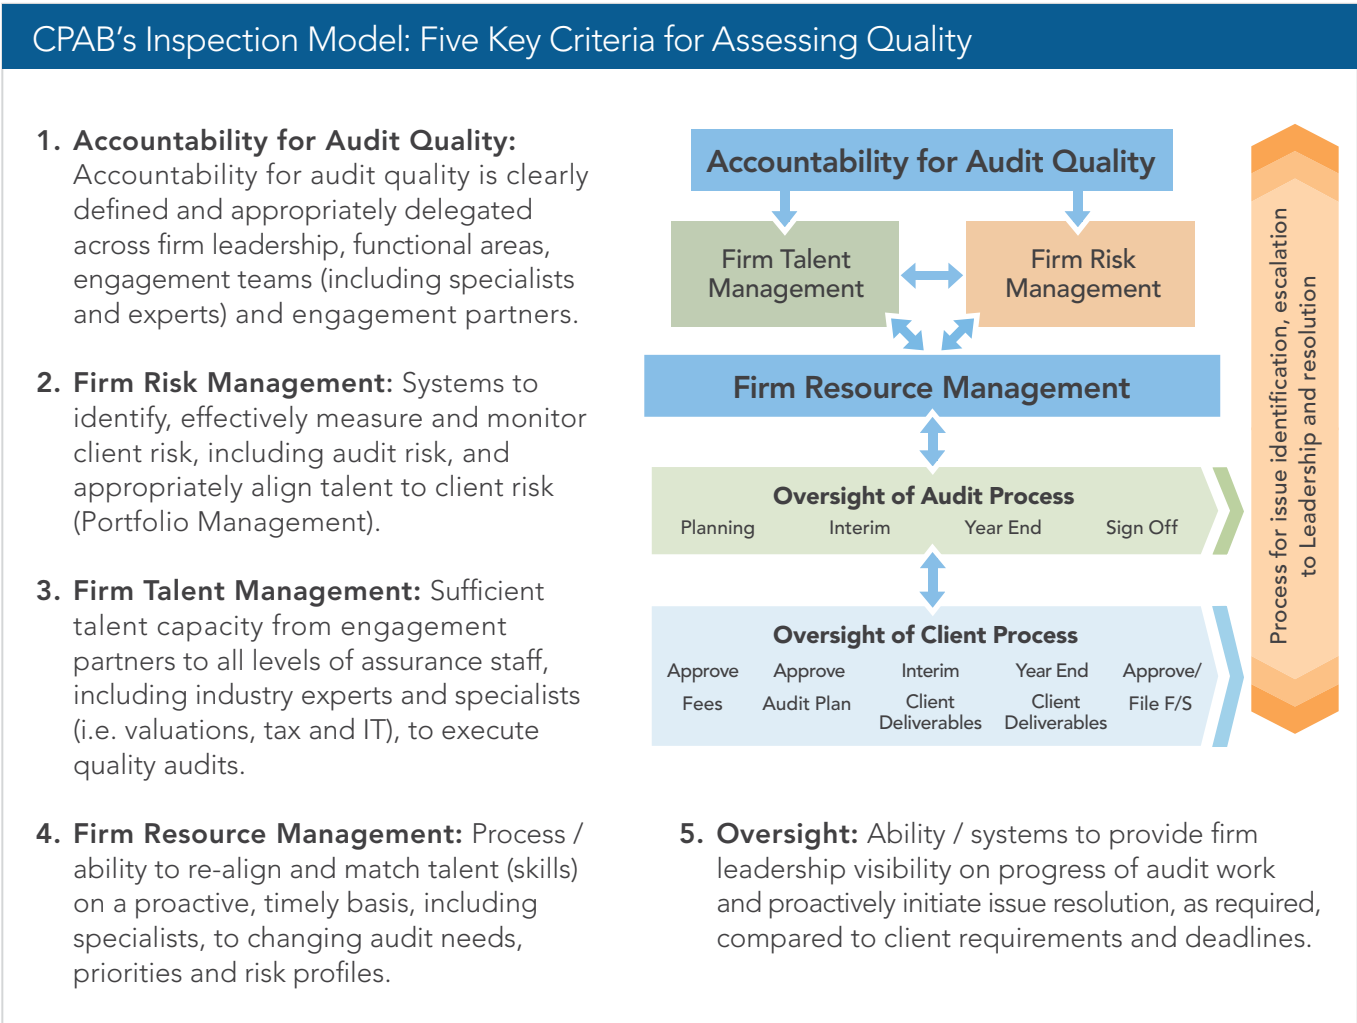 CPAB’s Inspection Model: Five Key Criteria for Assessing Quality
1. Accountability for Audit Quality:
Accountability for audit quality is clearly
defined and appropriately delegated
across firm leadership, functional areas,
engagement teams (including specialists
and experts) and engagement partners.
2. Firm Risk Management: Systems to
identify, effectively measure and monitor
client risk, including audit risk, and
appropriately align talent to client risk
(Portfolio Management).
3. Firm Talent Management: Sufficient
talent capacity from engagement
partners to all levels of assurance staff,
including industry experts and specialists
(i.e. valuations, tax and IT), to execute
quality audits.
4. Firm Resource Management: Process /
ability to re-align and match talent (skills)
on a proactive, timely basis, including
specialists, to changing audit needs,
priorities and risk profiles.
Accountability for Audit Quality
Firm Talent
Management
Firm Risk
Management
Firm Resource Management
Oversight of Audit Process
Planning Interim Year End Sign Off
Oversight of Client Process
Approve
Fees
Approve
Audit Plan
Interim
Client
Deliverables
Year End
Client
Deliverables
Approve/
File F/S
Process for issue identification, escalation
to Leadership and resolution
5. Oversight: Ability / systems to provide firm
leadership visibility on progress of audit work
and proactively initiate issue resolution, as required,
compared to client requirements and deadlines.